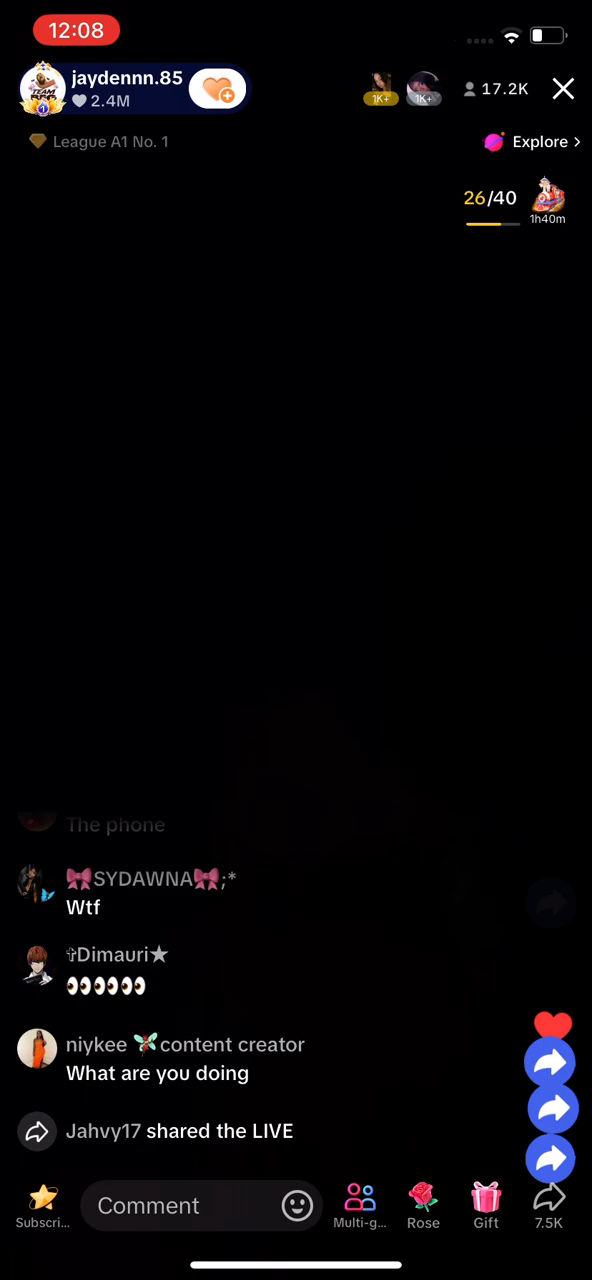 12:08
jaydennn.85
2.4M
1K+
1K+
17.2K
League A1 No. 1
Explore >
26/40
1h40m
The phone
🎀SYDAWNA🎀;*
Wtf
✞Dimauri★
👀👀👀👀👀👀
niykee 🧚content creator
What are you doing
Jahvy17 shared the LIVE
Subscri...
Comment
Multi-g...
Rose
Gift
7.5K